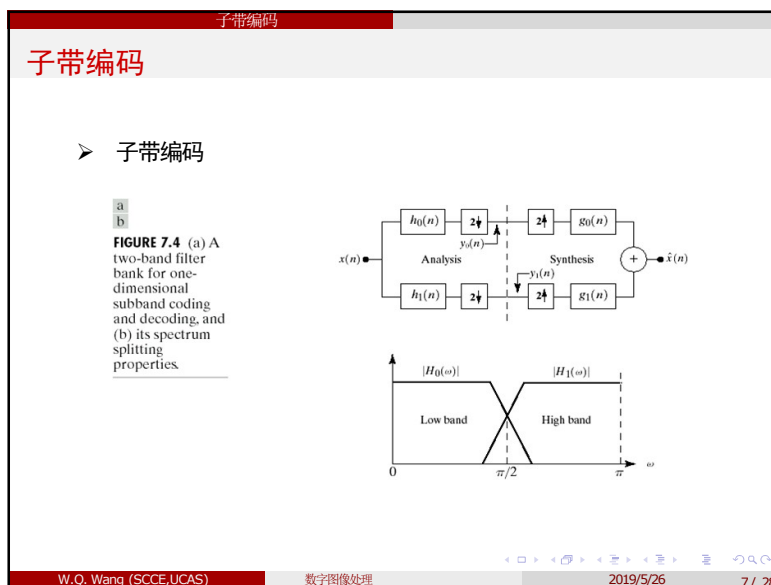 子带编码
子带编码
➢ 子带编码
a
b
FIGURE 7.4 (a) A
two-band filter
bank for one-
dimensional
subband coding
and decoding, and
(b) its spectrum
splitting
properties.
h₀(n) 2↓ 2↑ g₀(n)
y₀(n)
x(n) Analysis Synthesis + x̂(n)
y₁(n)
h₁(n) 2↓ 2↑ g₁(n)
|H₀(ω)| |H₁(ω)|
Low band High band
0 π/2 π ω
W.Q. Wang (SCCE,UCAS) 数字图像处理 2019/5/26 7 / 2